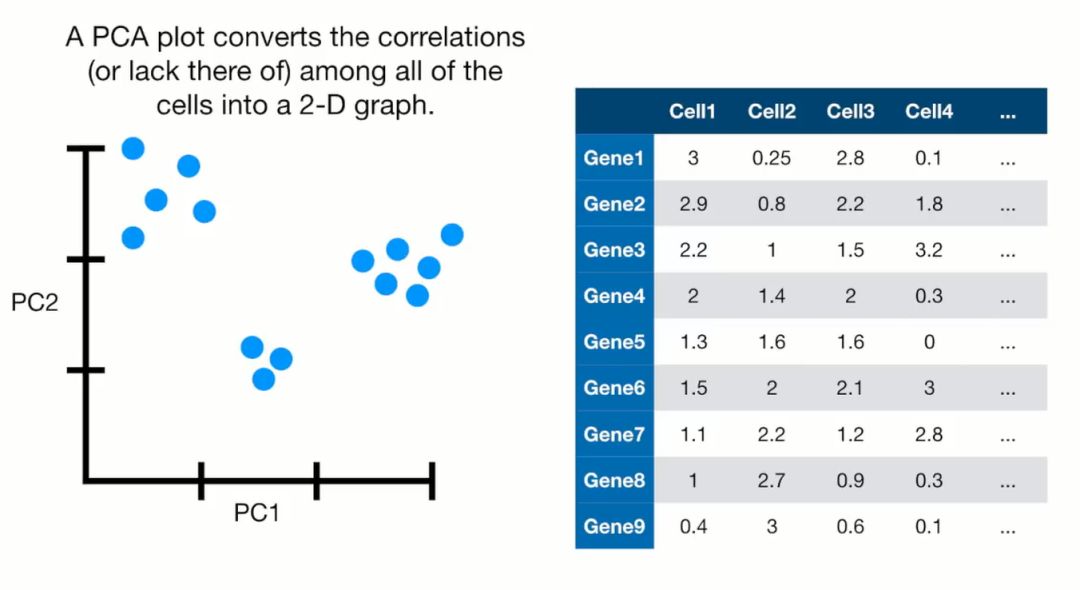 A PCA plot converts the correlations
(or lack there of) among all of the
cells into a 2-D graph.
PC2
PC1
Cell1 Cell2 Cell3 Cell4 ...
Gene1 3 0.25 2.8 0.1 ...
Gene2 2.9 0.8 2.2 1.8 ...
Gene3 2.2 1 1.5 3.2 ...
Gene4 2 1.4 2 0.3 ...
Gene5 1.3 1.6 1.6 0 ...
Gene6 1.5 2 2.1 3 ...
Gene7 1.1 2.2 1.2 2.8 ...
Gene8 1 2.7 0.9 0.3 ...
Gene9 0.4 3 0.6 0.1 ...